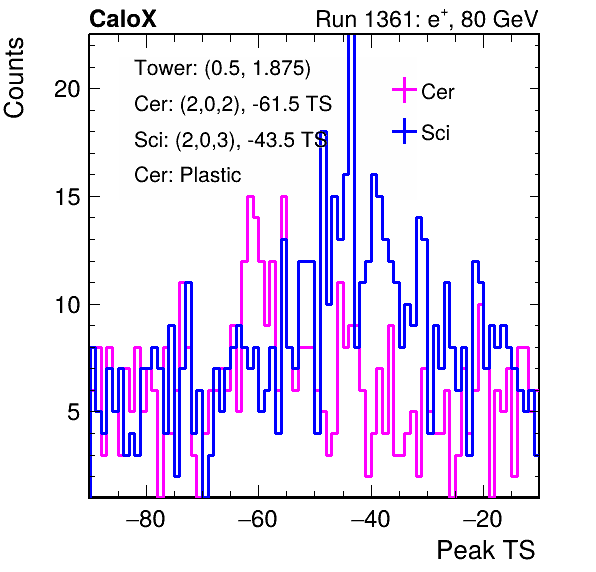 CaloX Run 1361: e⁺, 80 GeV
Counts
Tower: (0.5, 1.875)
Cer: (2,0,2), -61.5 TS
Sci: (2,0,3), -43.5 TS
Cer: Plastic
Cer
Sci
20
15
10
5
−80 −60 −40 −20
Peak TS